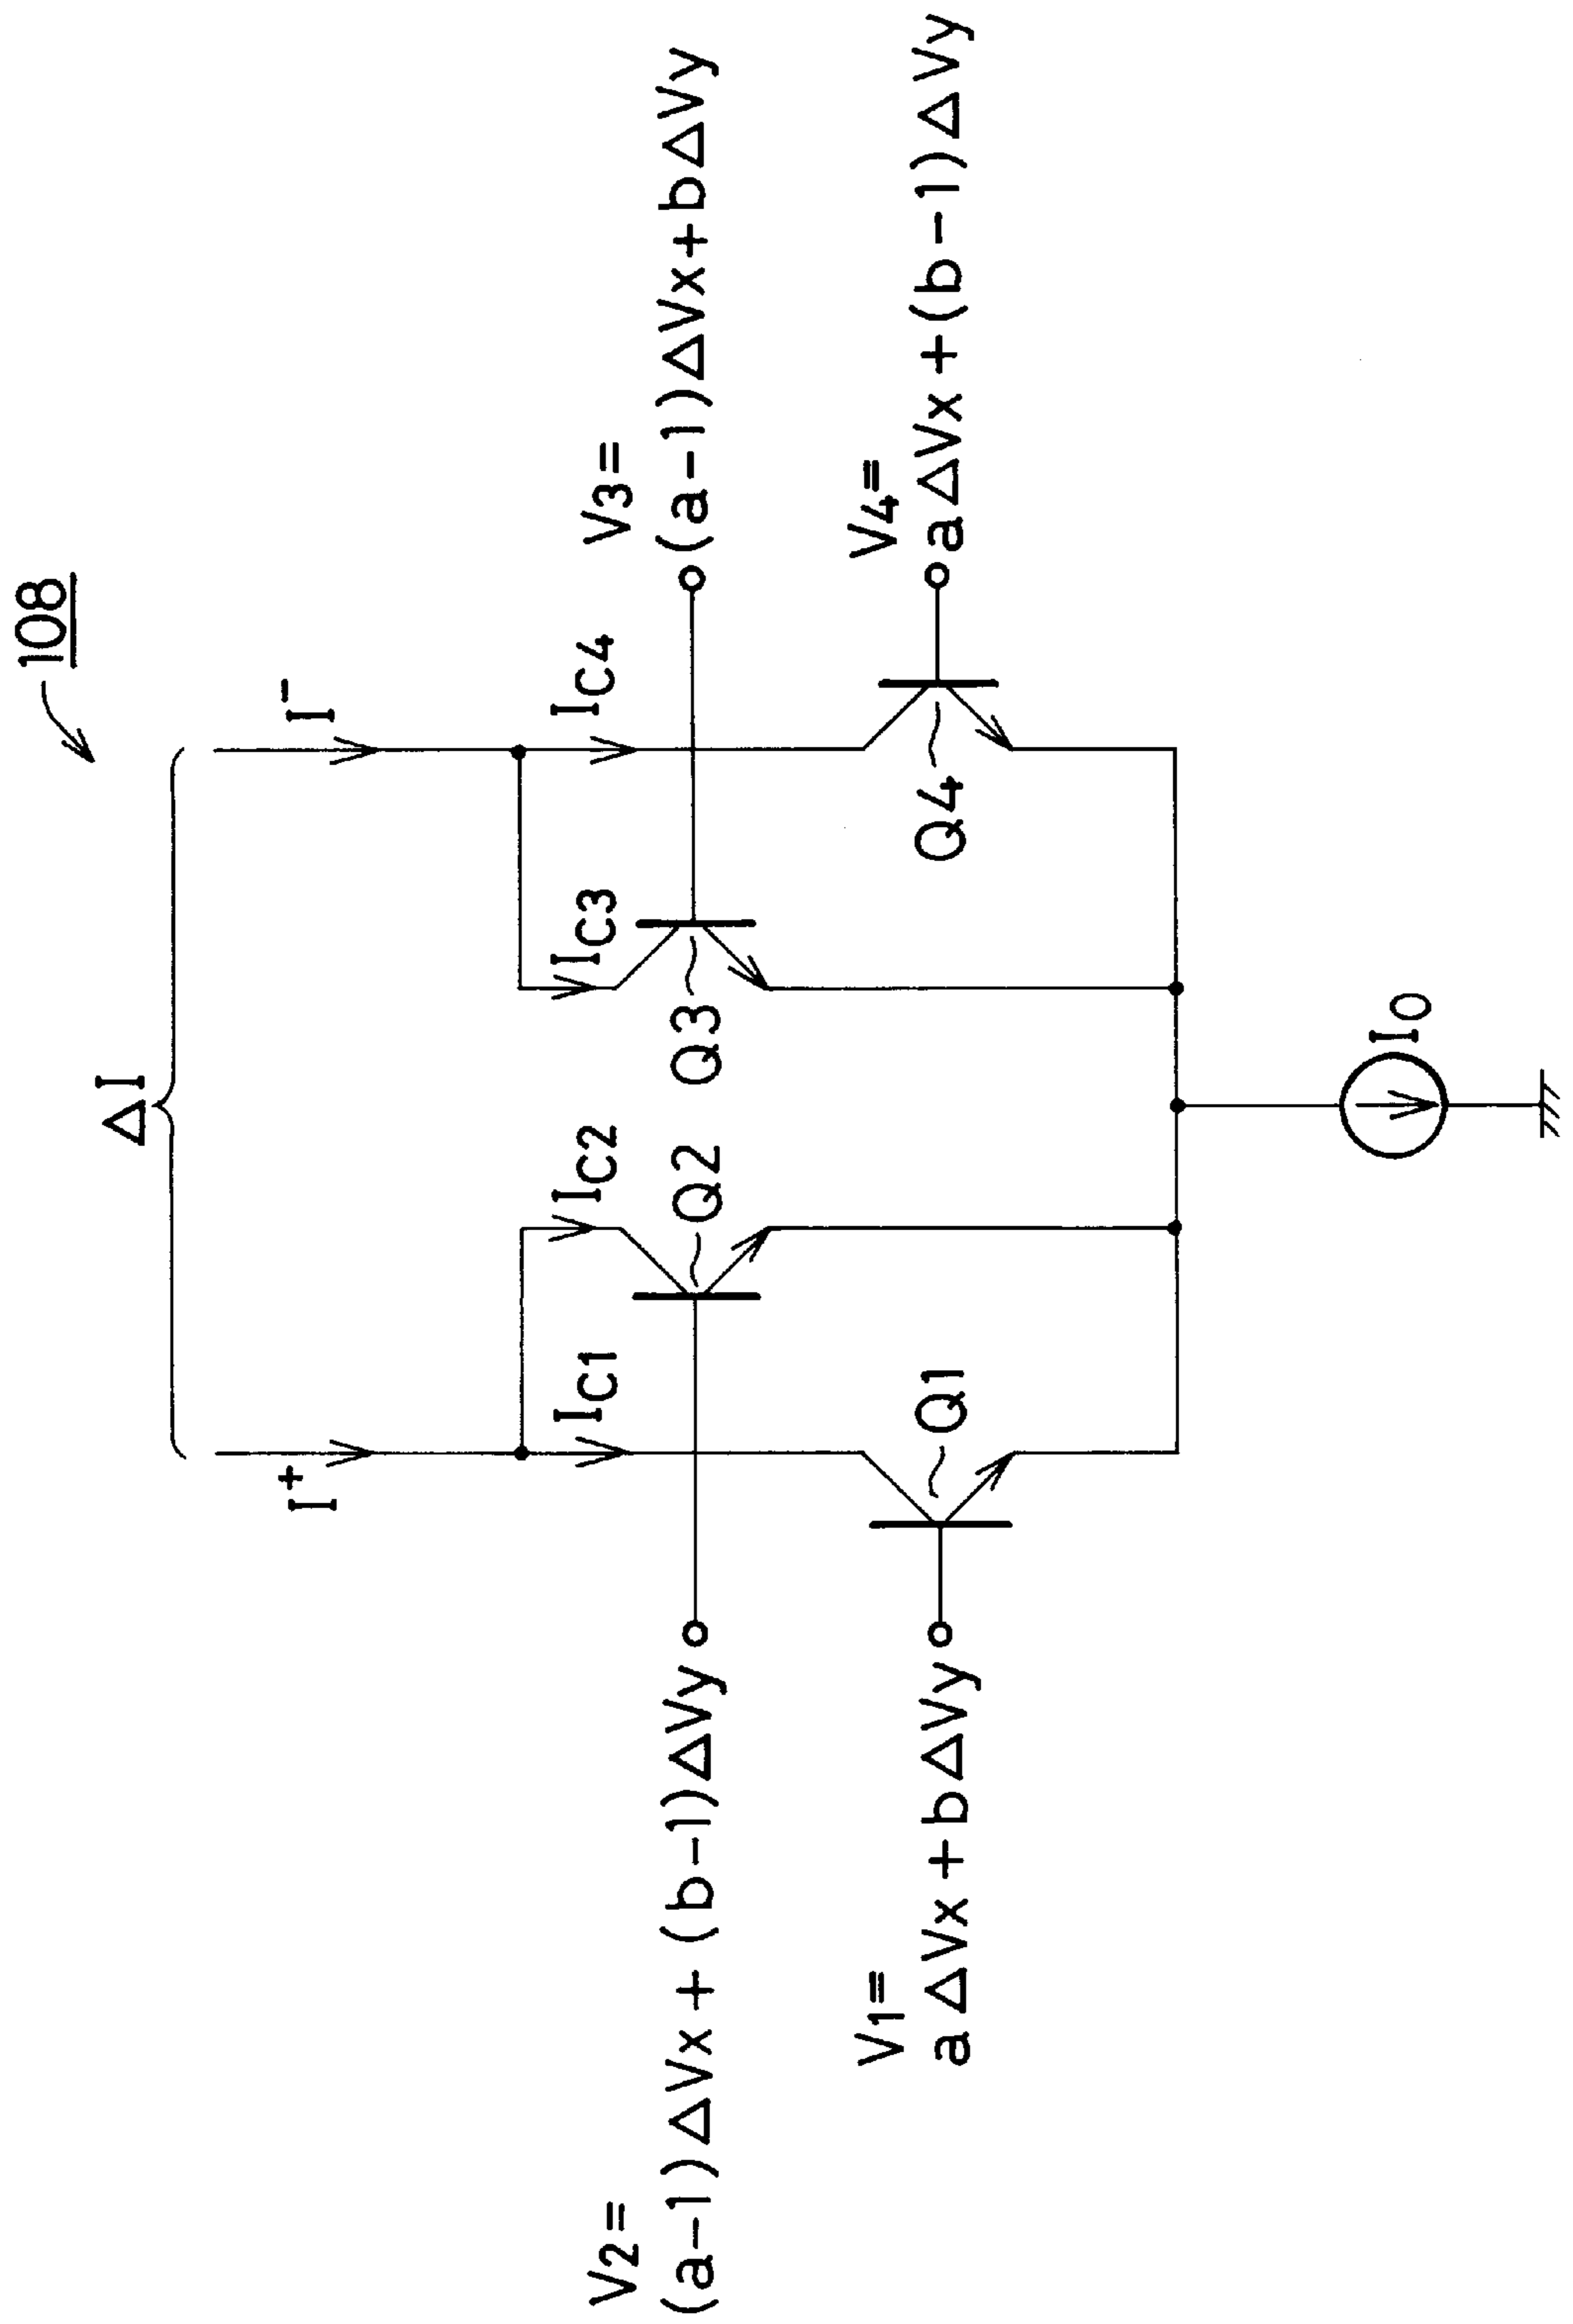 108
ΔI
I+
I-
IC1
IC2
IC3
IC4
V2=
(a-1)ΔVx+(b-1)ΔVy
V3=
(a-1)ΔVx+bΔVy
Q2
Q3
V1=
aΔVx+bΔVy
V4=
aΔVx+(b-1)ΔVy
Q1
Q4
IO